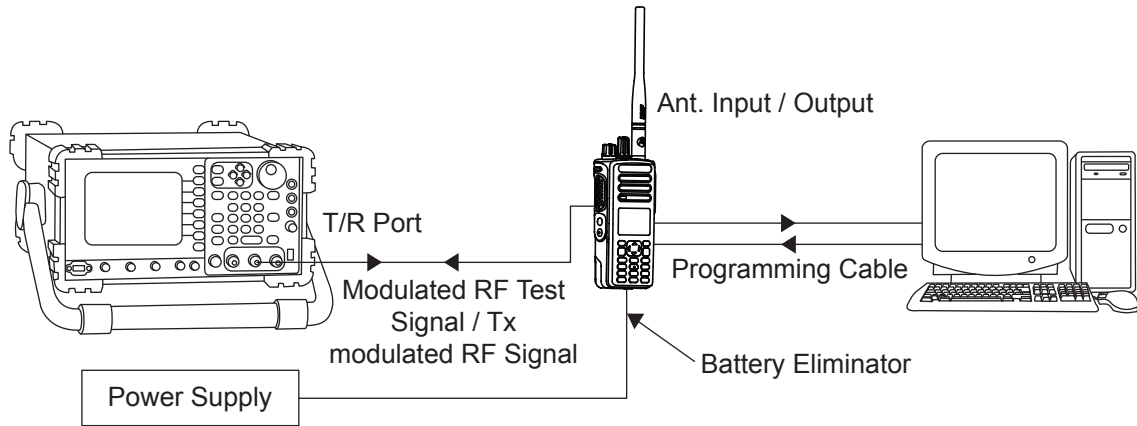 Ant. Input / Output
T/R Port
Modulated RF Test
Signal / Tx
modulated RF Signal
Programming Cable
Battery Eliminator
Power Supply